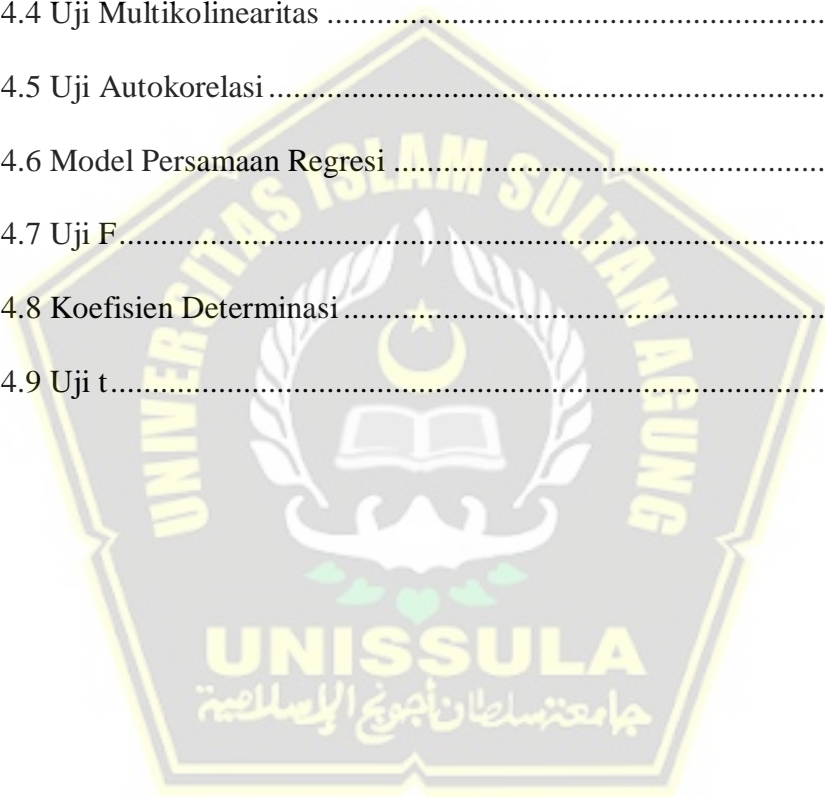 4.4 Uji Multikolinearitas ............................................................
4.5 Uji Autokorelasi ...................................................................
4.6 Model Persamaan Regresi ....................................................
4.7 Uji F.....................................................................................
4.8 Koefisien Determinasi ..........................................................
4.9 Uji t......................................................................................
UNIVERSITAS ISLAM SULTAN AGUNG
UNISSULA
جامعة سلطان أجونج الإسلامية